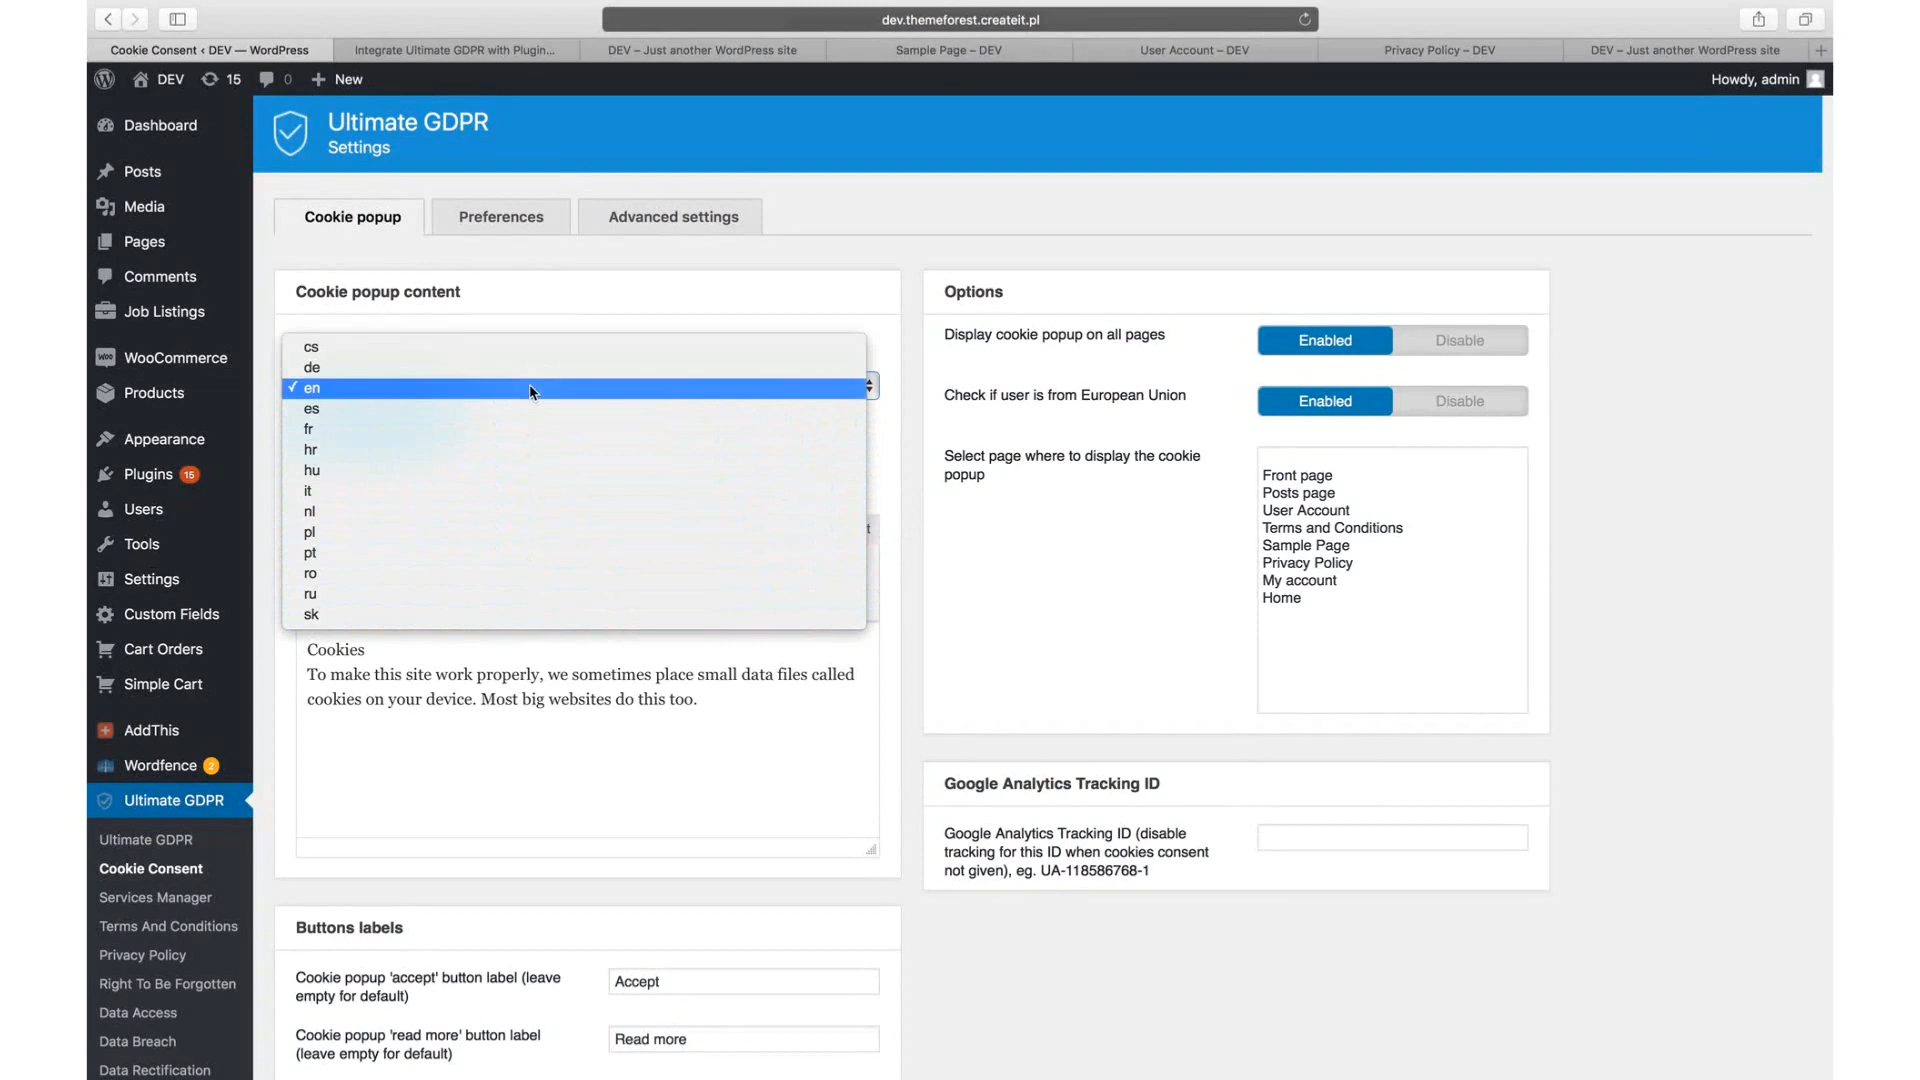 dev.themeforest.createit.pl
Cookie Consent ‹ DEV — WordPress
Integrate Ultimate GDPR with Plugin...
DEV – Just another WordPress site
Sample Page – DEV
User Account – DEV
Privacy Policy – DEV
DEV – Just another WordPress site
DEV
15
0
New
Howdy, admin
Dashboard
Posts
Media
Pages
Comments
Job Listings
WooCommerce
Products
Appearance
Plugins 15
Users
Tools
Settings
Custom Fields
Cart Orders
Simple Cart
AddThis
Wordfence 2
Ultimate GDPR
Ultimate GDPR
Cookie Consent
Services Manager
Terms And Conditions
Privacy Policy
Right To Be Forgotten
Data Access
Data Breach
Data Rectification
Ultimate GDPR
Settings
Cookie popup
Preferences
Advanced settings
Cookie popup content
cs
de
✓ en
es
fr
hr
hu
it
nl
pl
pt
ro
ru
sk
t
Cookies
To make this site work properly, we sometimes place small data files called
cookies on your device. Most big websites do this too.
Buttons labels
Cookie popup 'accept' button label (leave
empty for default)
Accept
Cookie popup 'read more' button label
(leave empty for default)
Read more
Options
Display cookie popup on all pages
Enabled
Disable
Check if user is from European Union
Enabled
Disable
Select page where to display the cookie
popup
Front page
Posts page
User Account
Terms and Conditions
Sample Page
Privacy Policy
My account
Home
Google Analytics Tracking ID
Google Analytics Tracking ID (disable
tracking for this ID when cookies consent
not given), eg. UA-118586768-1